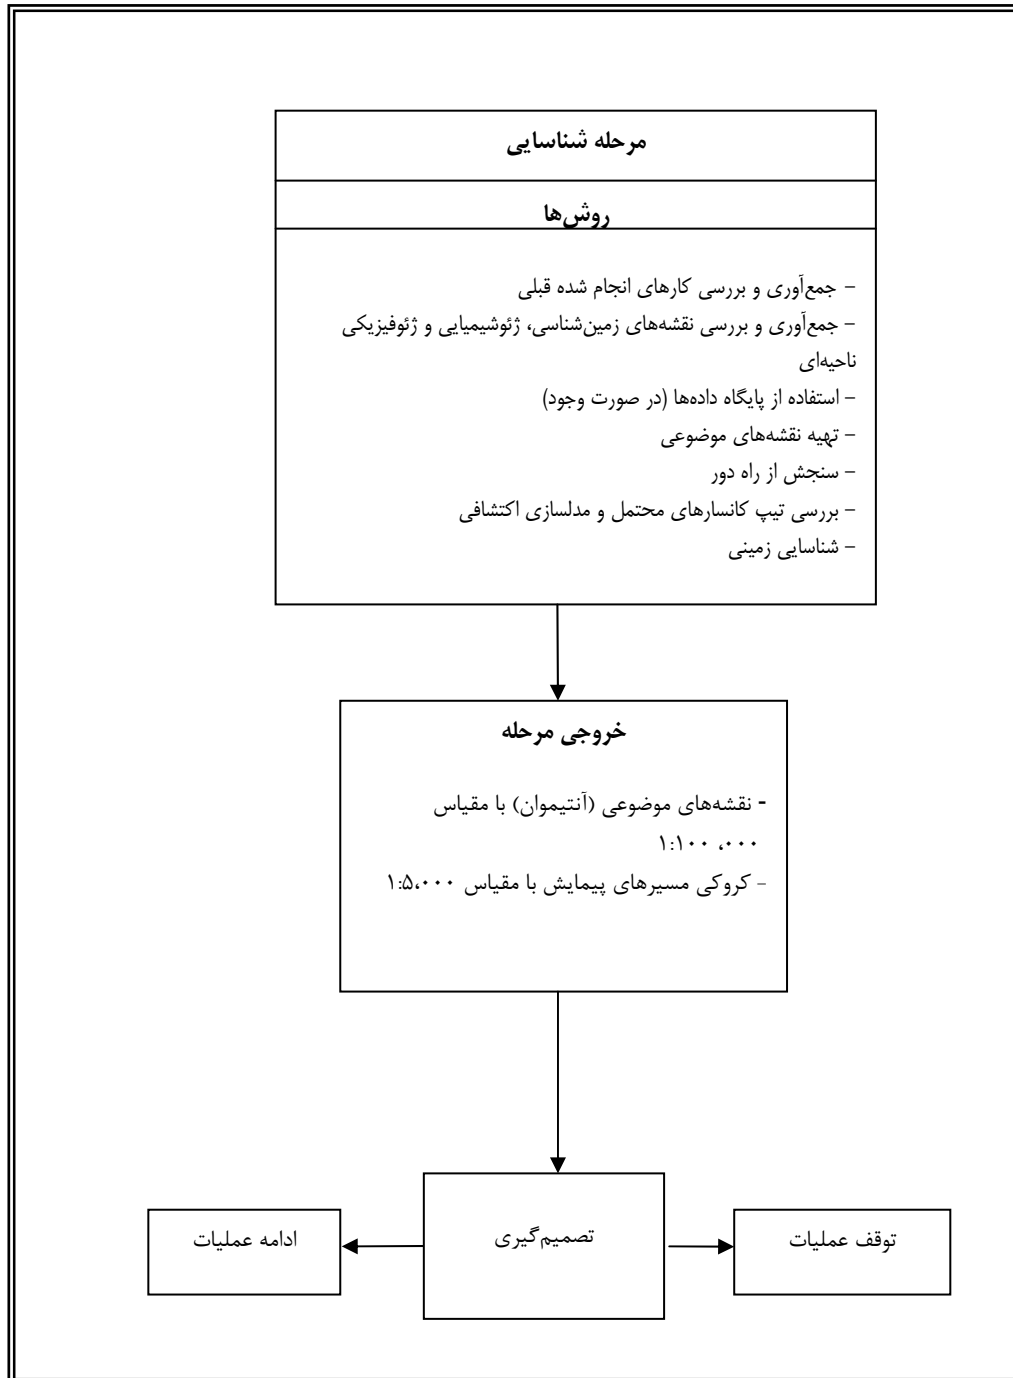 مرحله شناسایی
روش‌ها
– جمع‌آوری و بررسی کارهای انجام شده قبلی
– جمع‌آوری و بررسی نقشه‌های زمین‌شناسی، ژئوشیمیایی و ژئوفیزیکی
ناحیه‌ای
– استفاده از پایگاه داده‌ها (در صورت وجود)
– تهیه نقشه‌های موضوعی
– سنجش از راه دور
– بررسی تیپ کانسارهای محتمل و مدلسازی اکتشافی
– شناسایی زمینی
خروجی مرحله
- نقشه‌های موضوعی (آنتیموان) با مقیاس
۱:۱۰۰ ،۰۰۰
- کروکی مسیرهای پیمایش با مقیاس ۱:۵،۰۰۰
تصمیم‌گیری
توقف عملیات
ادامه عملیات